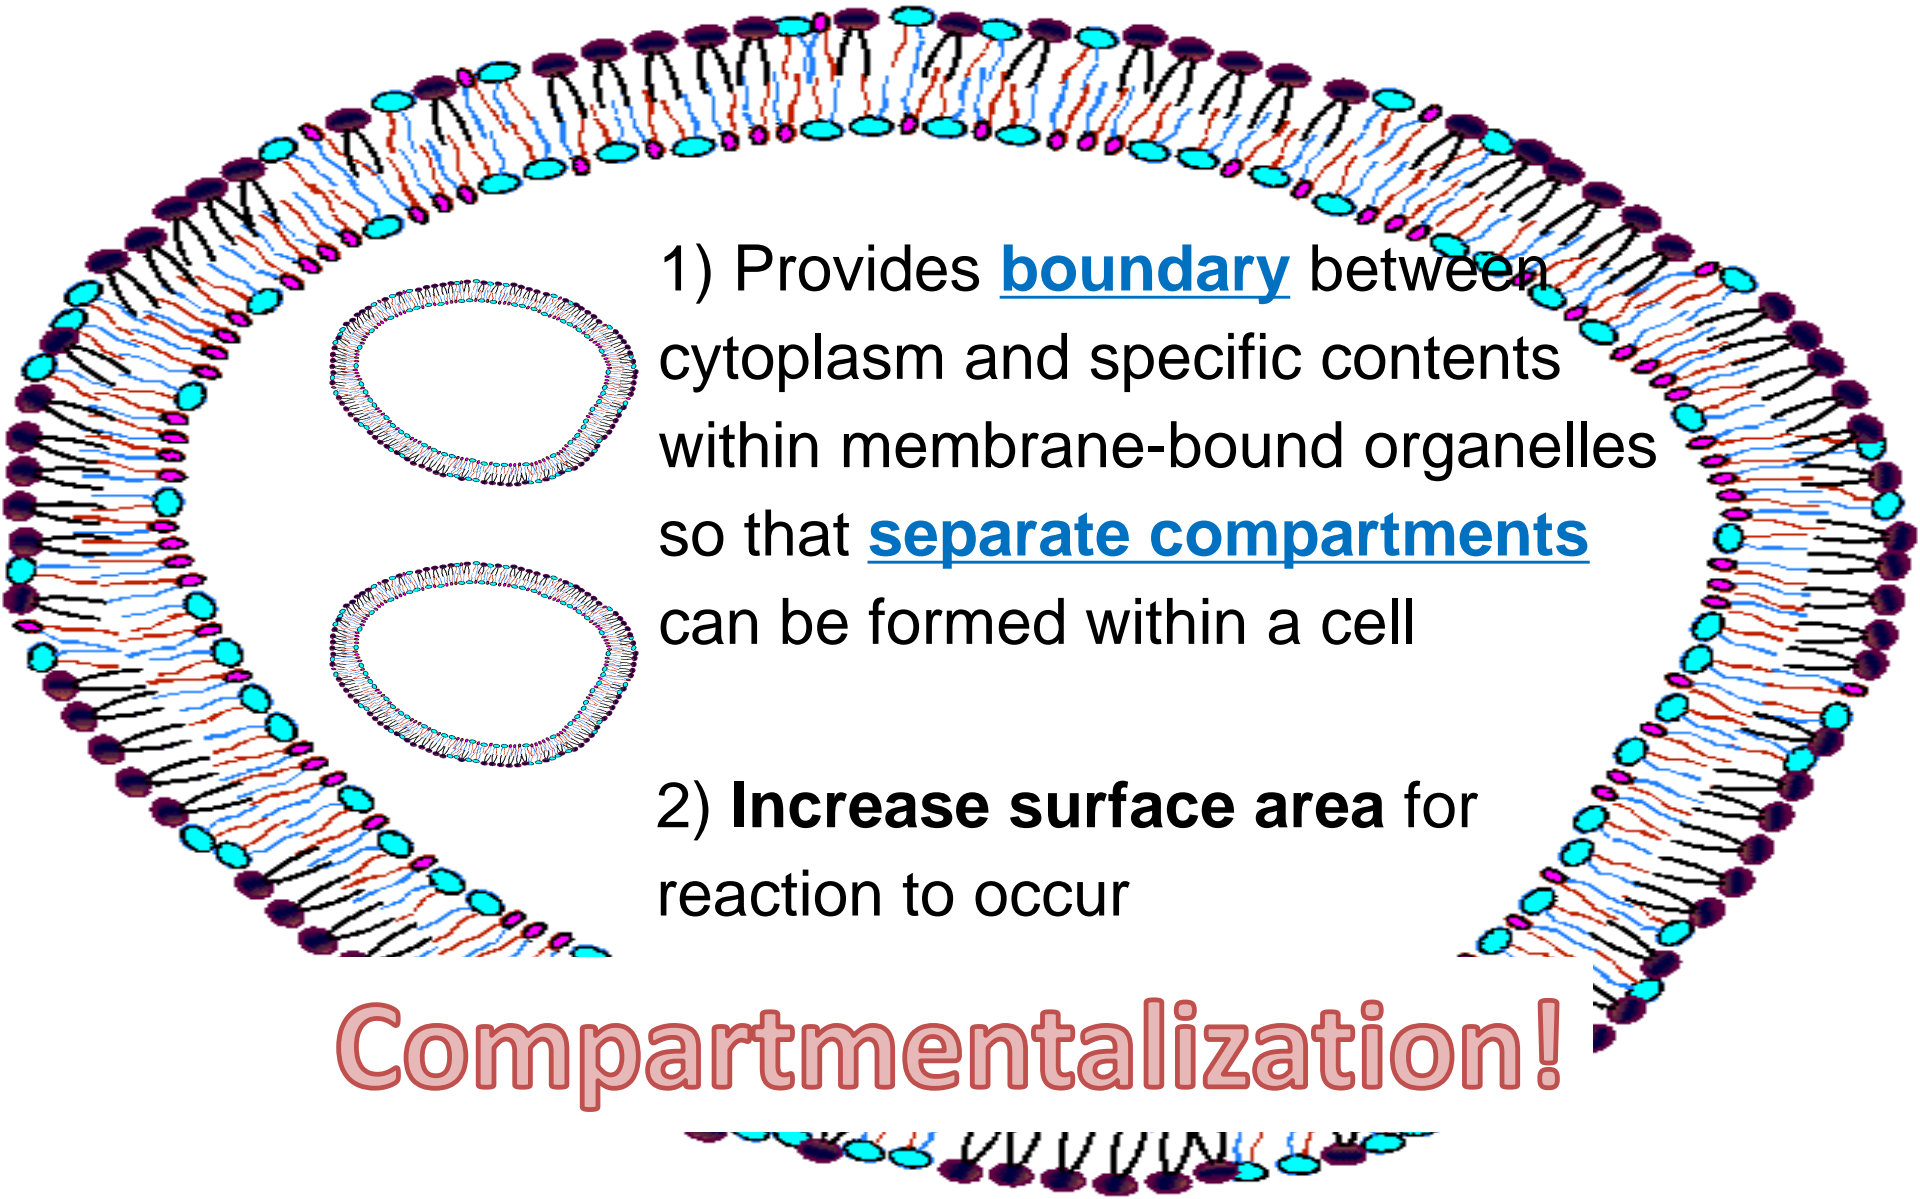 1) Provides boundary between
cytoplasm and specific contents
within membrane-bound organelles
so that separate compartments
can be formed within a cell
2) Increase surface area for
reaction to occur
Compartmentalization!